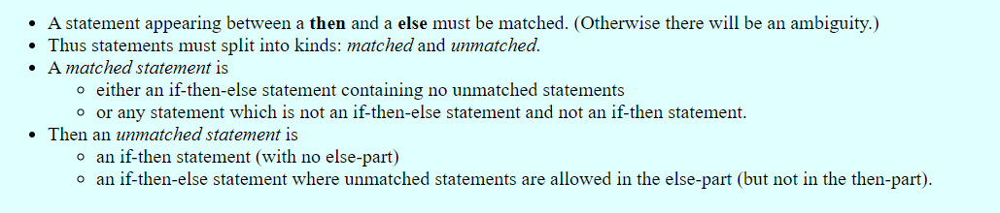 • A statement appearing between a then and a else must be matched. (Otherwise there will be an ambiguity.)
• Thus statements must split into kinds: matched and unmatched.
• A matched statement is
◦ either an if-then-else statement containing no unmatched statements
◦ or any statement which is not an if-then-else statement and not an if-then statement.
• Then an unmatched statement is
◦ an if-then statement (with no else-part)
◦ an if-then-else statement where unmatched statements are allowed in the else-part (but not in the then-part).